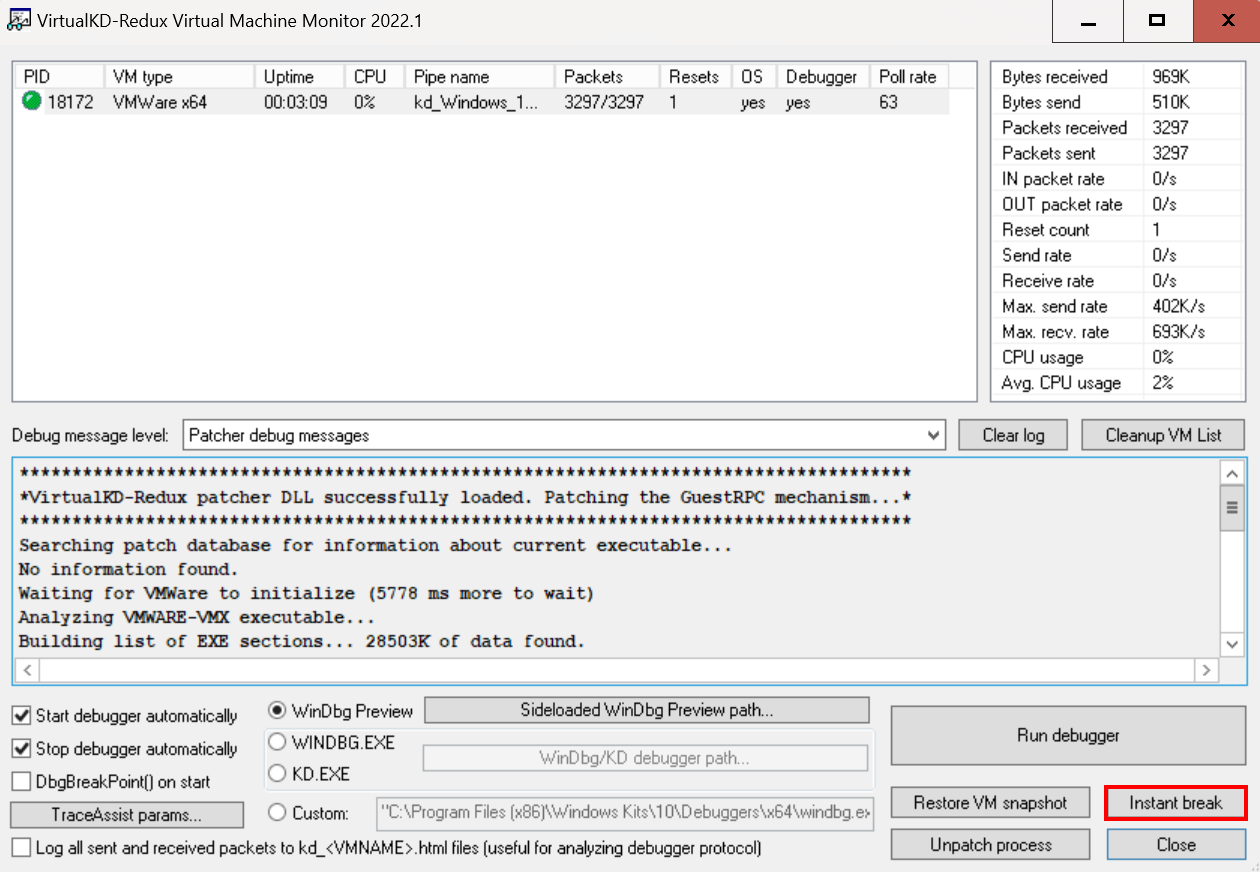 VirtualKD-Redux Virtual Machine Monitor 2022.1
PID VM type Uptime CPU Pipe name Packets Resets OS Debugger Poll rate
18172 VMWare x64 00:03:09 0% kd_Windows_1... 3297/3297 1 yes yes 63
Bytes received 969K
Bytes send 510K
Packets received 3297
Packets sent 3297
IN packet rate 0/s
OUT packet rate 0/s
Reset count 1
Send rate 0/s
Receive rate 0/s
Max. send rate 402K/s
Max. recv. rate 693K/s
CPU usage 0%
Avg. CPU usage 2%
Debug message level: Patcher debug messages Clear log Cleanup VM List
*************************************************************************************
*VirtualKD-Redux patcher DLL successfully loaded. Patching the GuestRPC mechanism...*
*************************************************************************************
Searching patch database for information about current executable...
No information found.
Waiting for VMWare to initialize (5778 ms more to wait)
Analyzing VMWARE-VMX executable...
Building list of EXE sections... 28503K of data found.
Start debugger automatically
Stop debugger automatically
DbgBreakPoint() on start
TraceAssist params...
WinDbg Preview Sideloaded WinDbg Preview path...
WINDBG.EXE
KD.EXE
WinDbg/KD debugger path...
Custom: "C:\Program Files (x86)\Windows Kits\10\Debuggers\x64\windbg.ex
Log all sent and received packets to kd_<VMNAME>.html files (useful for analyzing debugger protocol)
Run debugger
Restore VM snapshot Instant break
Unpatch process Close